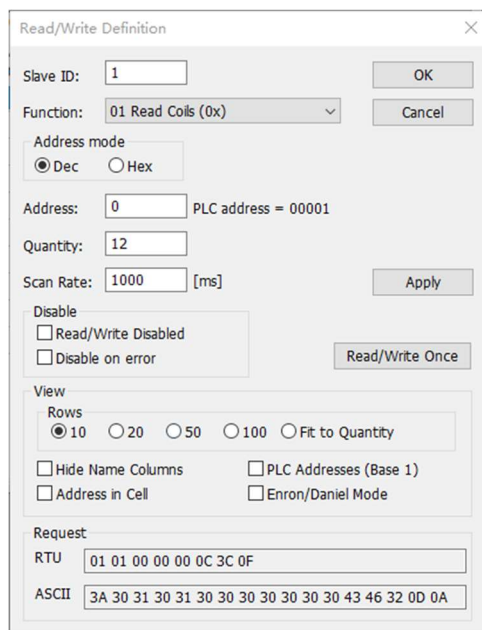 Read/Write Definition
Slave ID: 1 OK
Function: 01 Read Coils (0x) Cancel
Address mode
Dec Hex
Address: 0 PLC address = 00001
Quantity: 12
Scan Rate: 1000 [ms] Apply
Disable
Read/Write Disabled
Disable on error
Read/Write Once
View
Rows
10 20 50 100 Fit to Quantity
Hide Name Columns PLC Addresses (Base 1)
Address in Cell Enron/Daniel Mode
Request
RTU 01 01 00 00 00 0C 3C 0F
ASCII 3A 30 31 30 31 30 30 30 30 30 30 30 43 46 32 0D 0A